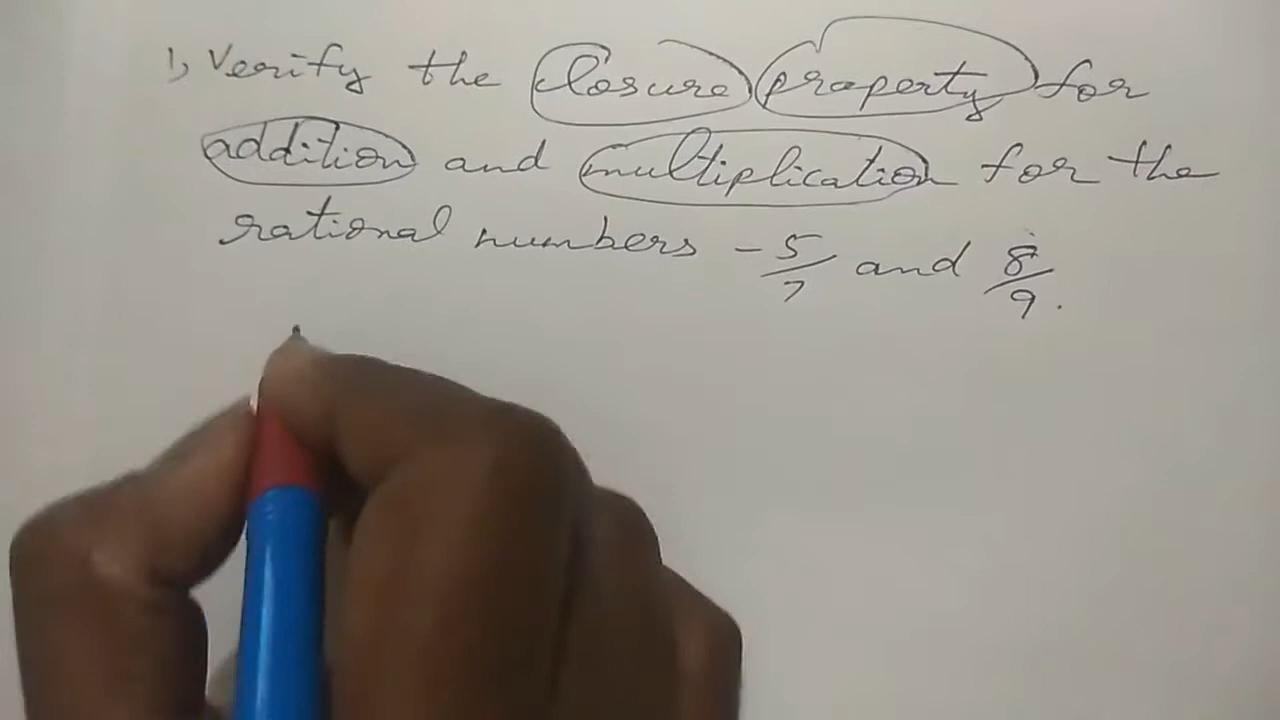 1, Verify the Closure property for
addition and multiplication for the
rational numbers -5/7 and 8/9.